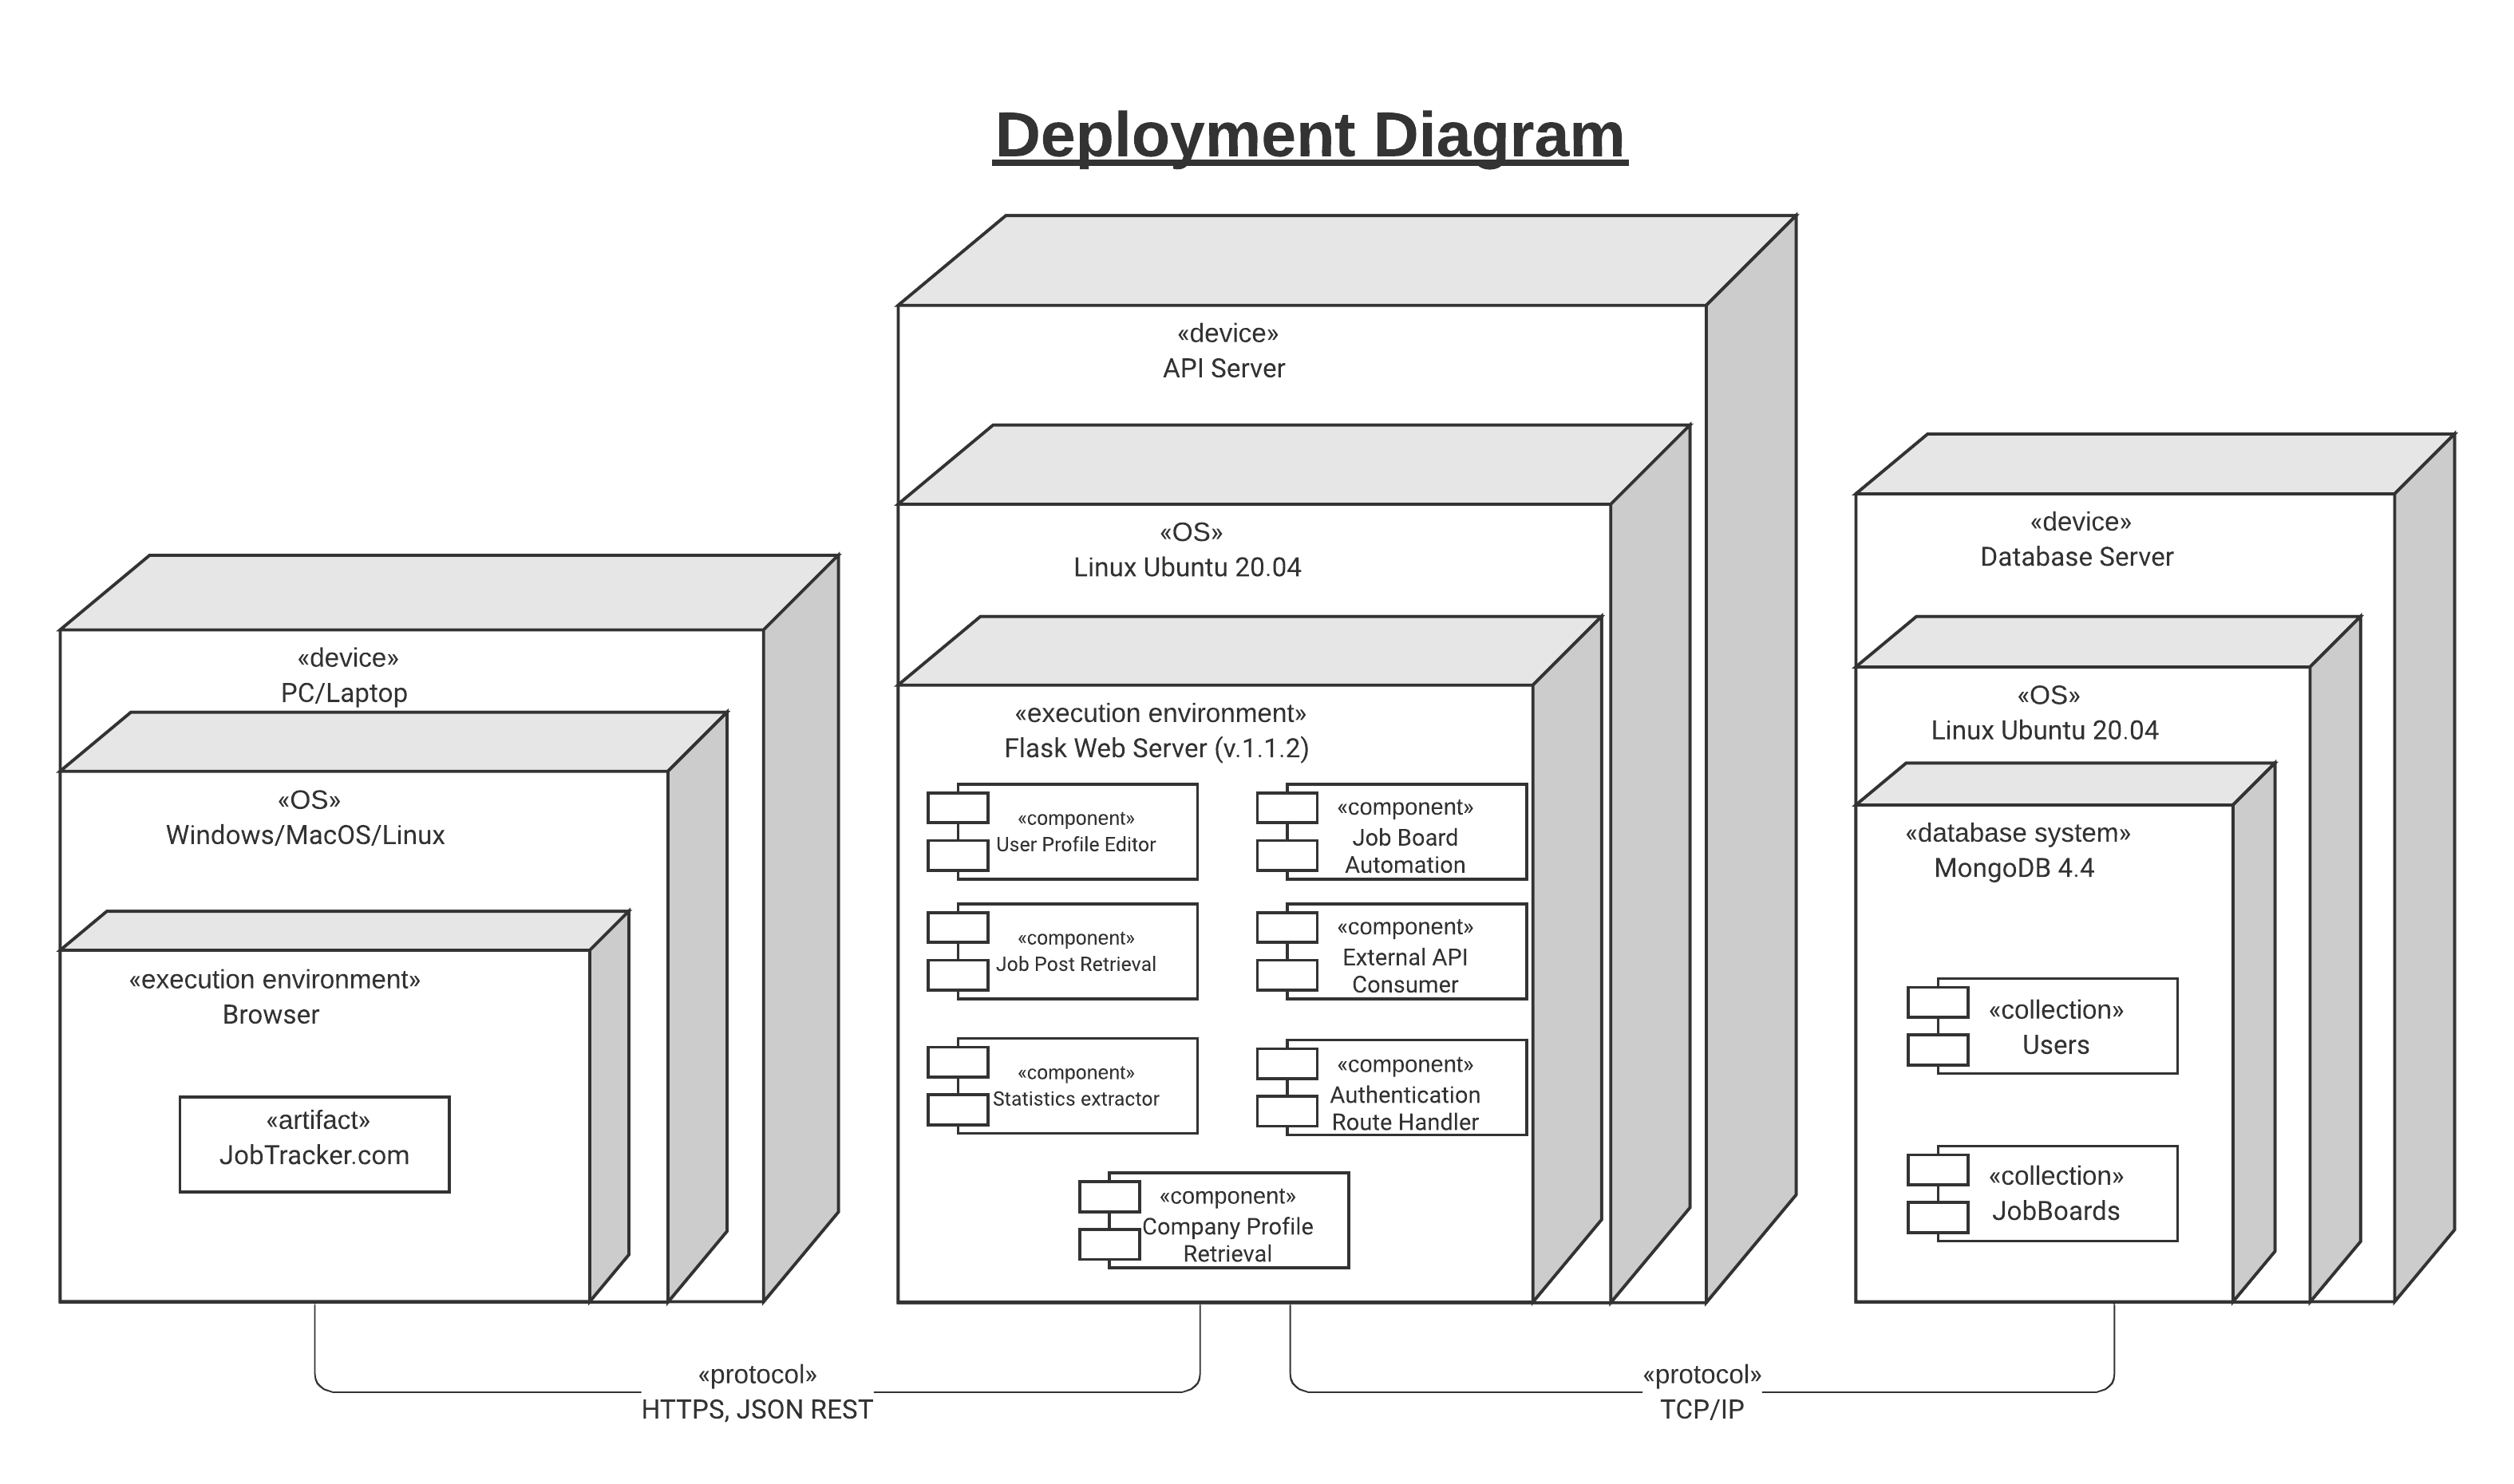 Deployment Diagram
«device»
PC/Laptop
«OS»
Windows/MacOS/Linux
«execution environment»
Browser
«artifact»
JobTracker.com
«device»
API Server
«OS»
Linux Ubuntu 20.04
«execution environment»
Flask Web Server (v.1.1.2)
«component»
User Profile Editor
«component»
Job Board
Automation
«component»
Job Post Retrieval
«component»
External API
Consumer
«component»
Statistics extractor
«component»
Authentication
Route Handler
«component»
Company Profile
Retrieval
«device»
Database Server
«OS»
Linux Ubuntu 20.04
«database system»
MongoDB 4.4
«collection»
Users
«collection»
JobBoards
«protocol»
HTTPS, JSON REST
«protocol»
TCP/IP